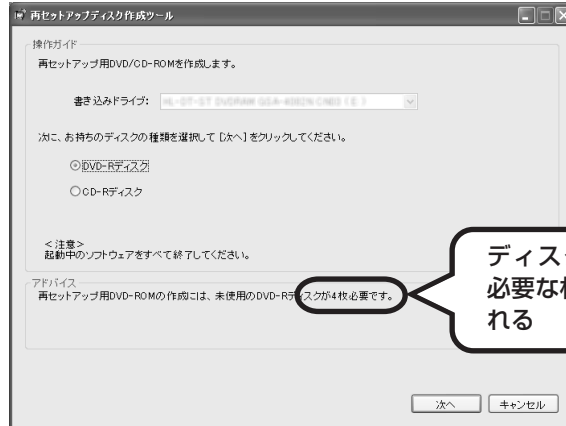 再セットアップディスク作成ツール
操作ガイド
再セットアップ用DVD/CD-ROMを作成します。
書き込みドライブ: HL-DT-ST DVDRAM GSA-4082N
次に、お持ちのディスクの種類を選択して [次へ] をクリックしてください。
DVD-Rディスク
CD-Rディスク
<注意>
起動中のソフトウェアをすべて終了してください。
アドバイス
再セットアップ用DVD-ROMの作成には、未使用のDVD-Rディスクが4枚必要です。
ディス
必要な
れる
次へ
キャンセル